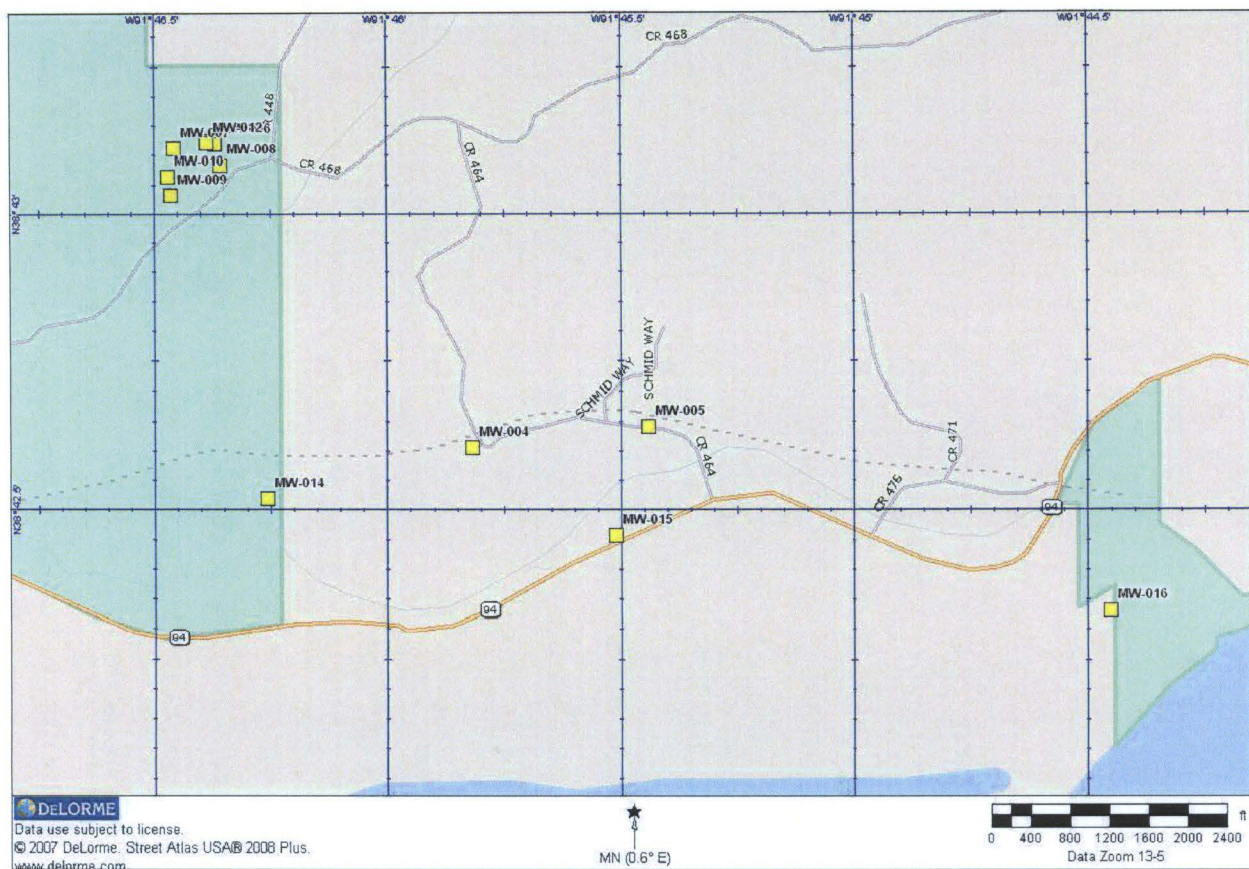 W91°46.5'
W91°46'
W91°45.5'
W91°45'
W91°44.5'
CR 468
CR 448
MW-007
MW-008
MW-010
MW-009
CR 468
CR 464
N38°43'
SCHMID WAY
SCHMID WAY
MW-005
MW-004
CR 464
CR 471
MW-014
CR 476
N38°42.5'
94
MW-015
MW-016
94
94
DELORME
Data use subject to license.
© 2007 DeLorme. Street Atlas USA® 2008 Plus.
www.delorme.com
MN (0.6° E)
ft
0 400 800 1200 1600 2000 2400
Data Zoom 13-5